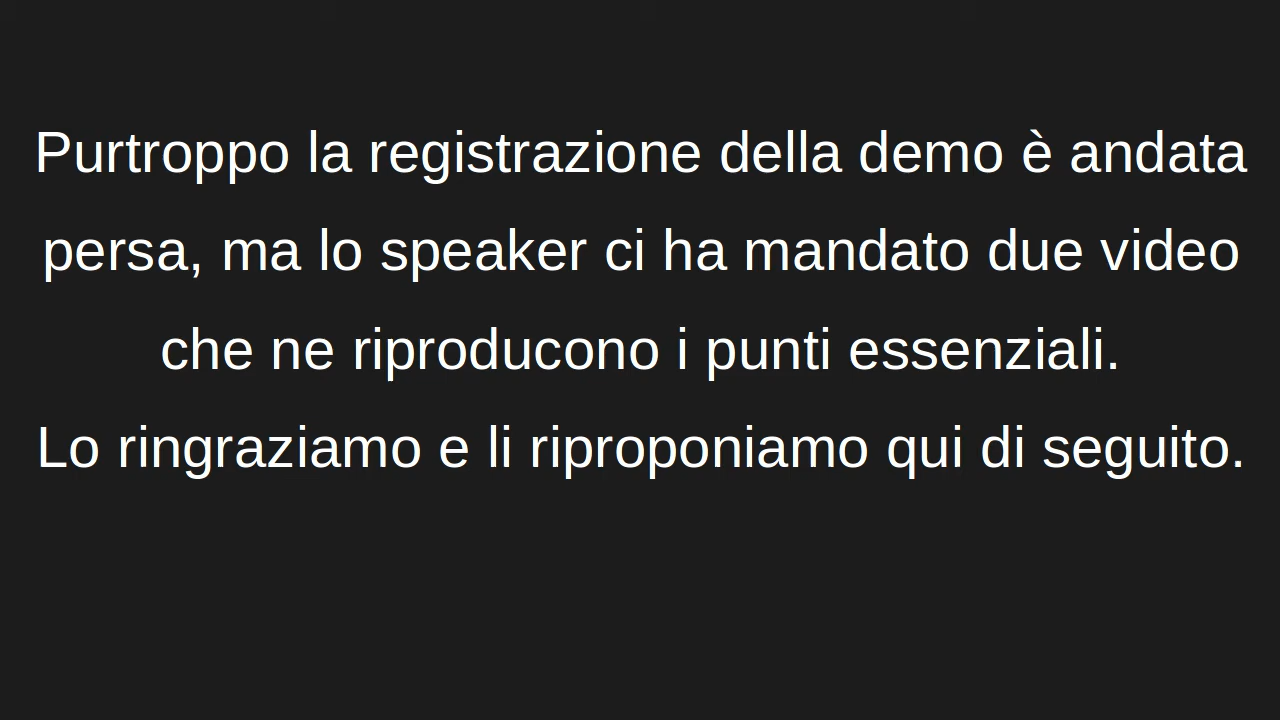 Purtroppo la registrazione della demo è andata
persa, ma lo speaker ci ha mandato due video
che ne riproducono i punti essenziali.
Lo ringraziamo e li riproponiamo qui di seguito.